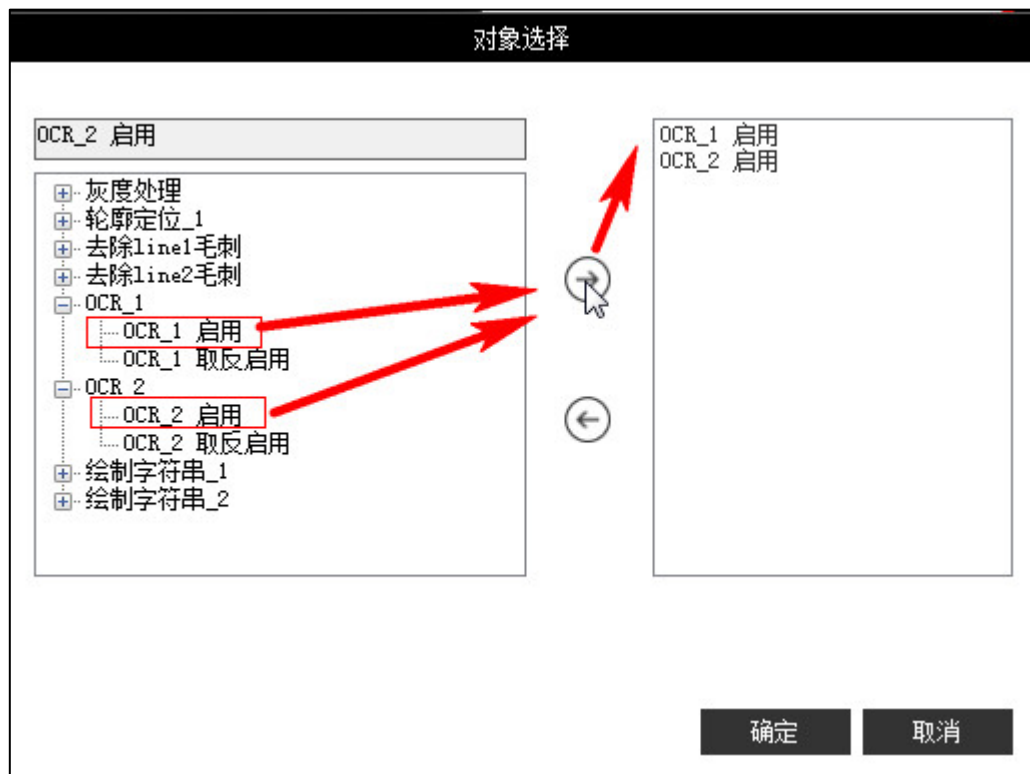 对象选择
OCR_2 启用
灰度处理
轮廓定位_1
去除line1毛刺
去除line2毛刺
OCR_1
OCR_1 启用
OCR_1 取反启用
OCR_2
OCR_2 启用
OCR_2 取反启用
绘制字符串_1
绘制字符串_2
OCR_1 启用
OCR_2 启用
确定
取消